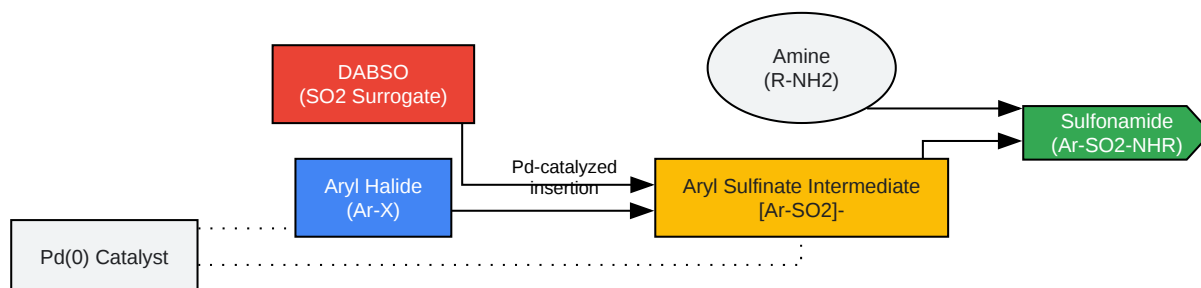 DABSO
(SO2 Surrogate)
Amine
(R-NH2)
Sulfonamide
(Ar-SO2-NHR)
Pd-catalyzed
insertion
Aryl Halide
(Ar-X)
Aryl Sulfinate Intermediate
[Ar-SO2]-
Pd(0) Catalyst